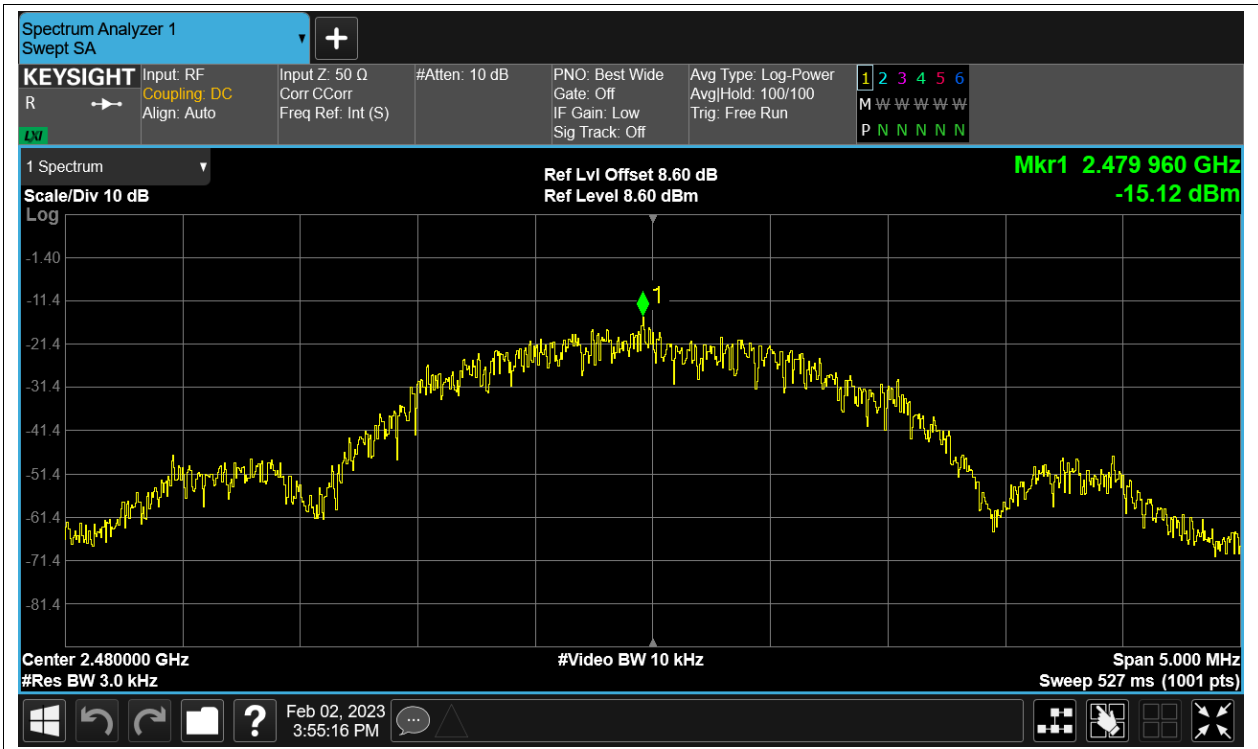 Spectrum Analyzer 1
Swept SA
KEYSIGHT
R
LXI
Input: RF
Coupling: DC
Align: Auto
Input Z: 50 Ω
Corr CCorr
Freq Ref: Int (S)
#Atten: 10 dB
PNO: Best Wide
Gate: Off
IF Gain: Low
Sig Track: Off
Avg Type: Log-Power
Avg|Hold: 100/100
Trig: Free Run
1 2 3 4 5 6
M W W W W W
P N N N N N
1 Spectrum
Scale/Div 10 dB
Log
Ref Lvl Offset 8.60 dB
Ref Level 8.60 dBm
Mkr1 2.479 960 GHz
-15.12 dBm
1
-1.40
-11.4
-21.4
-31.4
-41.4
-51.4
-61.4
-71.4
-81.4
Center 2.480000 GHz
#Res BW 3.0 kHz
#Video BW 10 kHz
Span 5.000 MHz
Sweep 527 ms (1001 pts)
?
Feb 02, 2023
3:55:16 PM